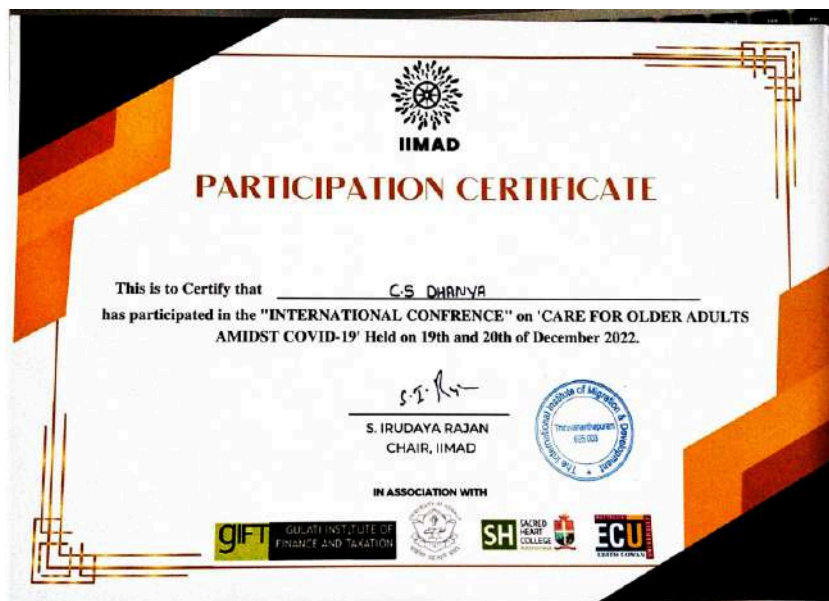 IIMAD
PARTICIPATION CERTIFICATE
This is to Certify that C.S DHANYA
has participated in the "INTERNATIONAL CONFRENCE" on 'CARE FOR OLDER ADULTS
AMIDST COVID-19' Held on 19th and 20th of December 2022.
S. IRUDAYA RAJAN
CHAIR, IIMAD
The International Institute of Migration & Development
Thiruvananthapuram
695 003
IN ASSOCIATION WITH
GIFT
GULATI INSTITUTE OF
FINANCE AND TAXATION
SH
SACRED
HEART
COLLEGE
ECU
EDITH COWAN